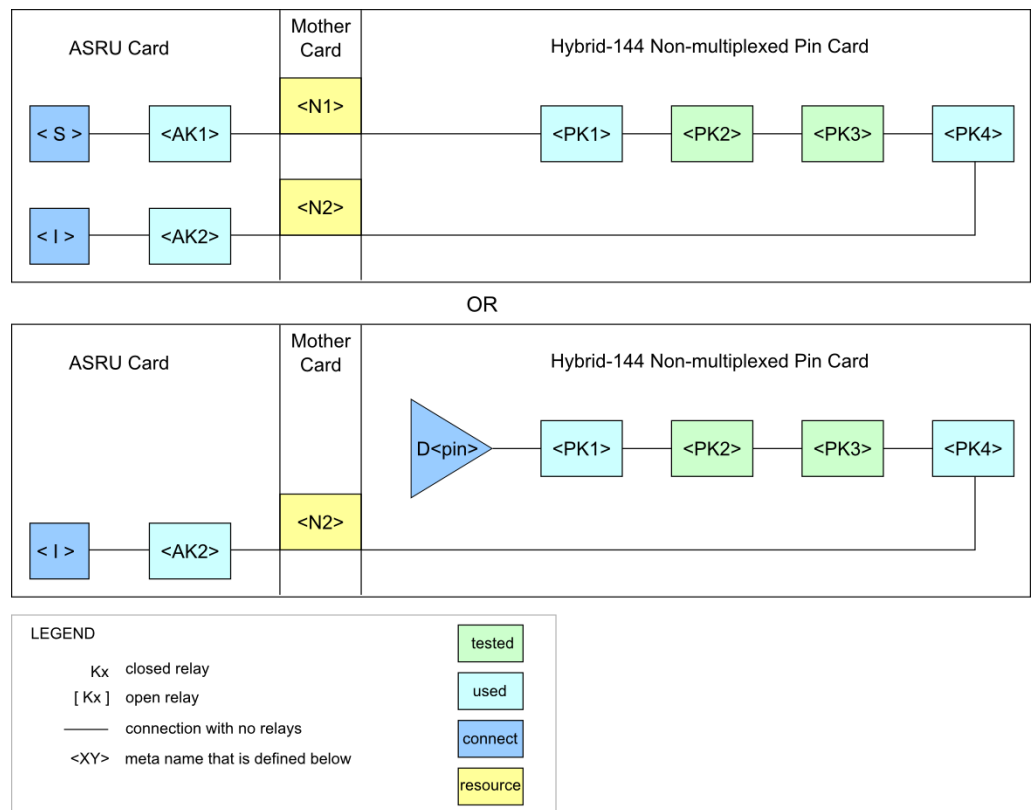 ASRU Card
Mother
Card
Hybrid-144 Non-multiplexed Pin Card
<N1>
< S >
<AK1>
<PK1>
<PK2>
<PK3>
<PK4>
<N2>
< I >
<AK2>
OR
ASRU Card
Mother
Card
Hybrid-144 Non-multiplexed Pin Card
D<pin>
<PK1>
<PK2>
<PK3>
<PK4>
<N2>
< I >
<AK2>
LEGEND
Kx closed relay
[ Kx ] open relay
connection with no relays
<XY> meta name that is defined below
tested
used
connect
resource